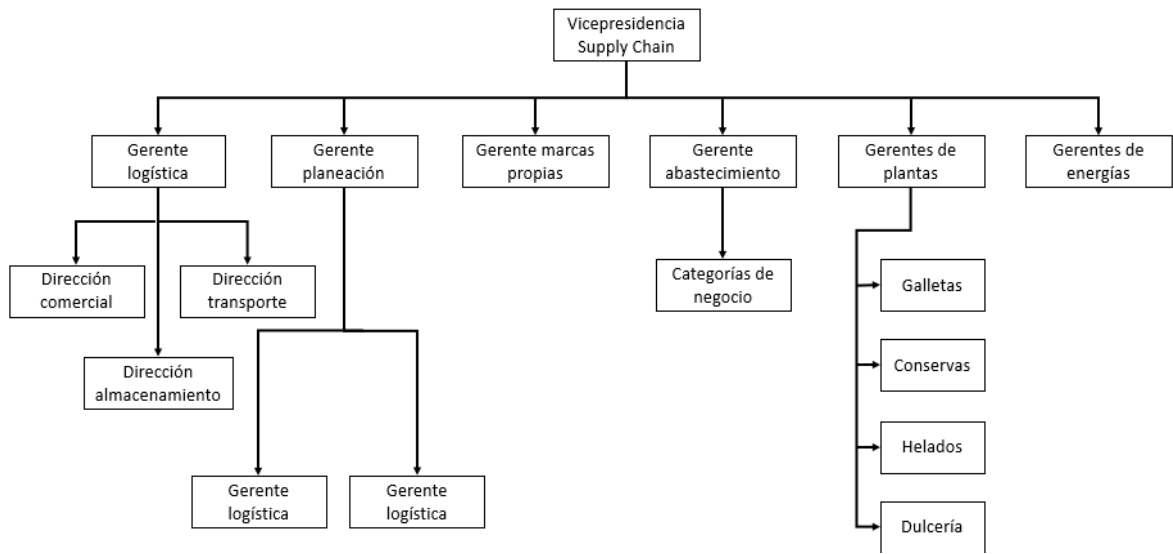 Vicepresidencia
Supply Chain
Gerente
logística
Gerente
planeación
Gerente marcas
propias
Gerente
abastecimiento
Gerentes de
plantas
Gerentes de
energías
Dirección
comercial
Dirección
transporte
Categorías de
negocio
Galletas
Dirección
almacenamiento
Conservas
Helados
Gerente
logística
Gerente
logística
Dulcería